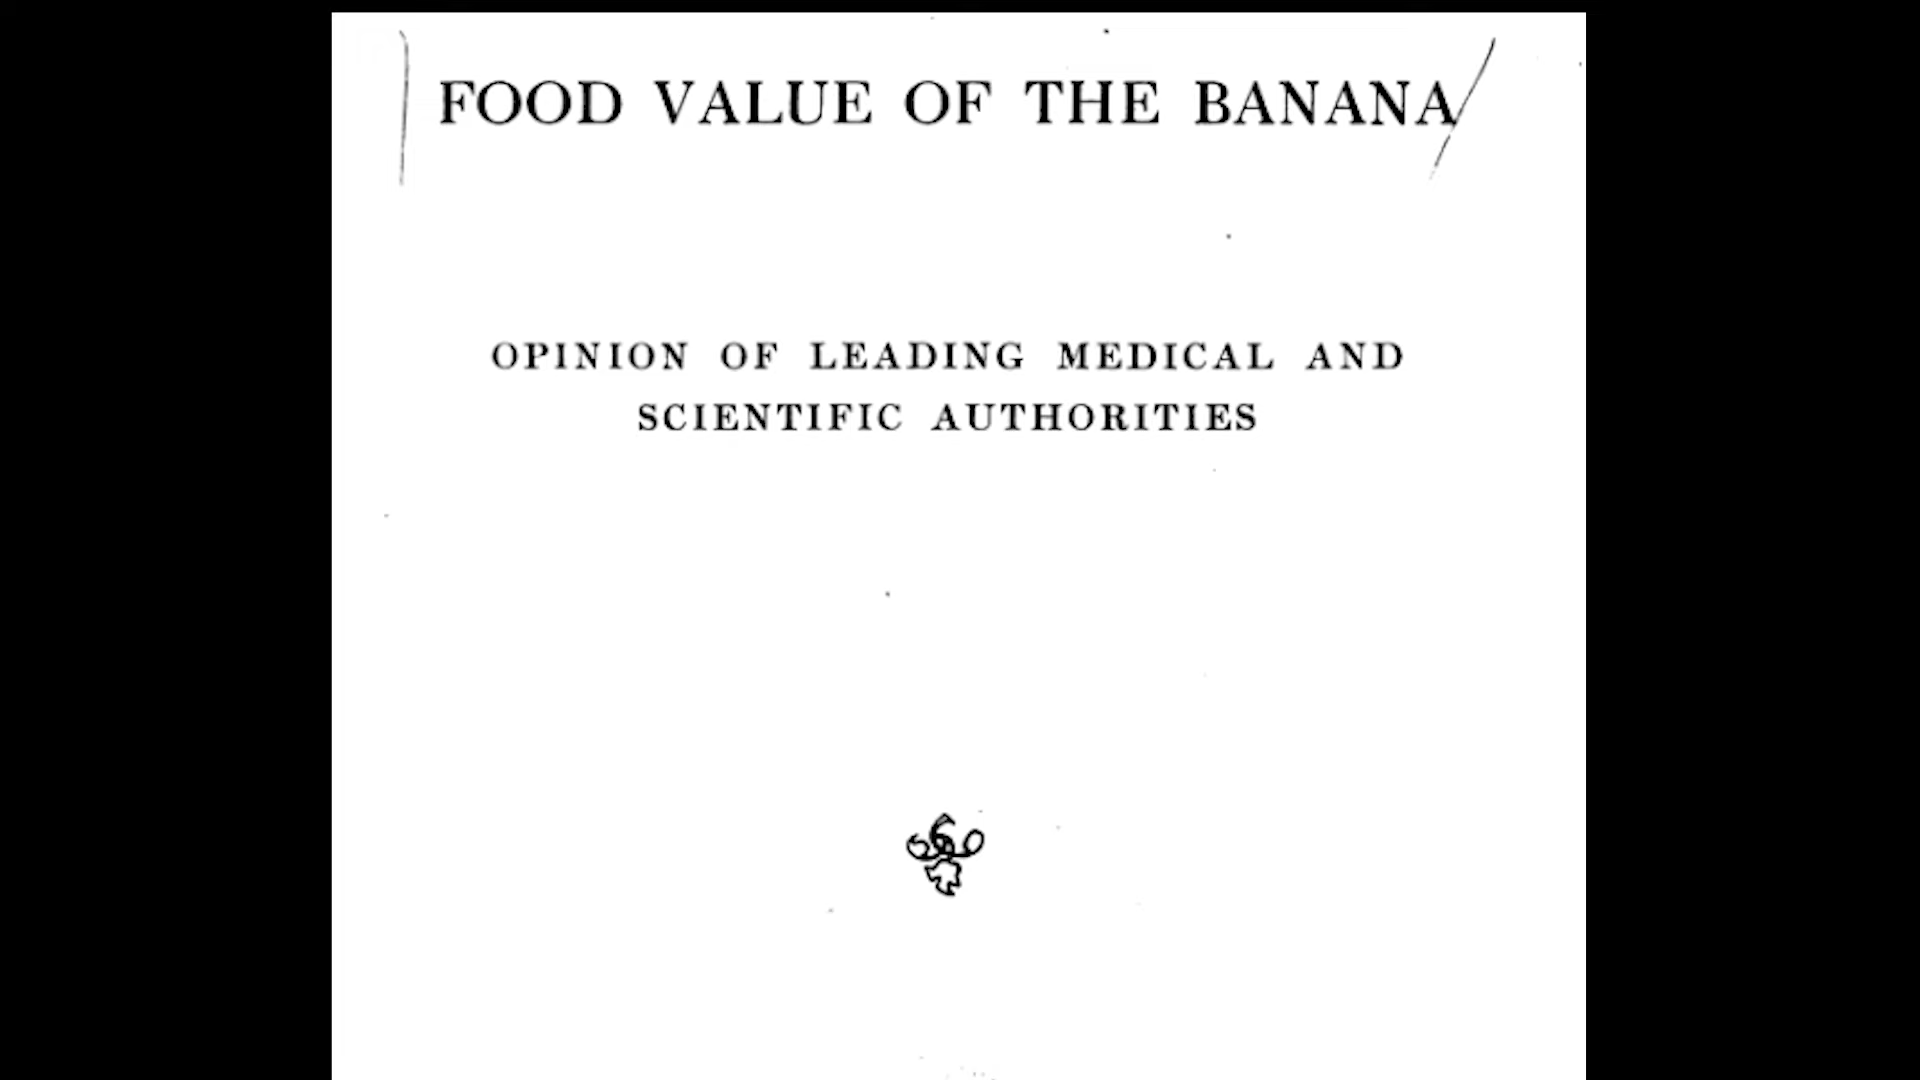 FOOD VALUE OF THE BANANA
OPINION OF LEADING MEDICAL AND
SCIENTIFIC AUTHORITIES